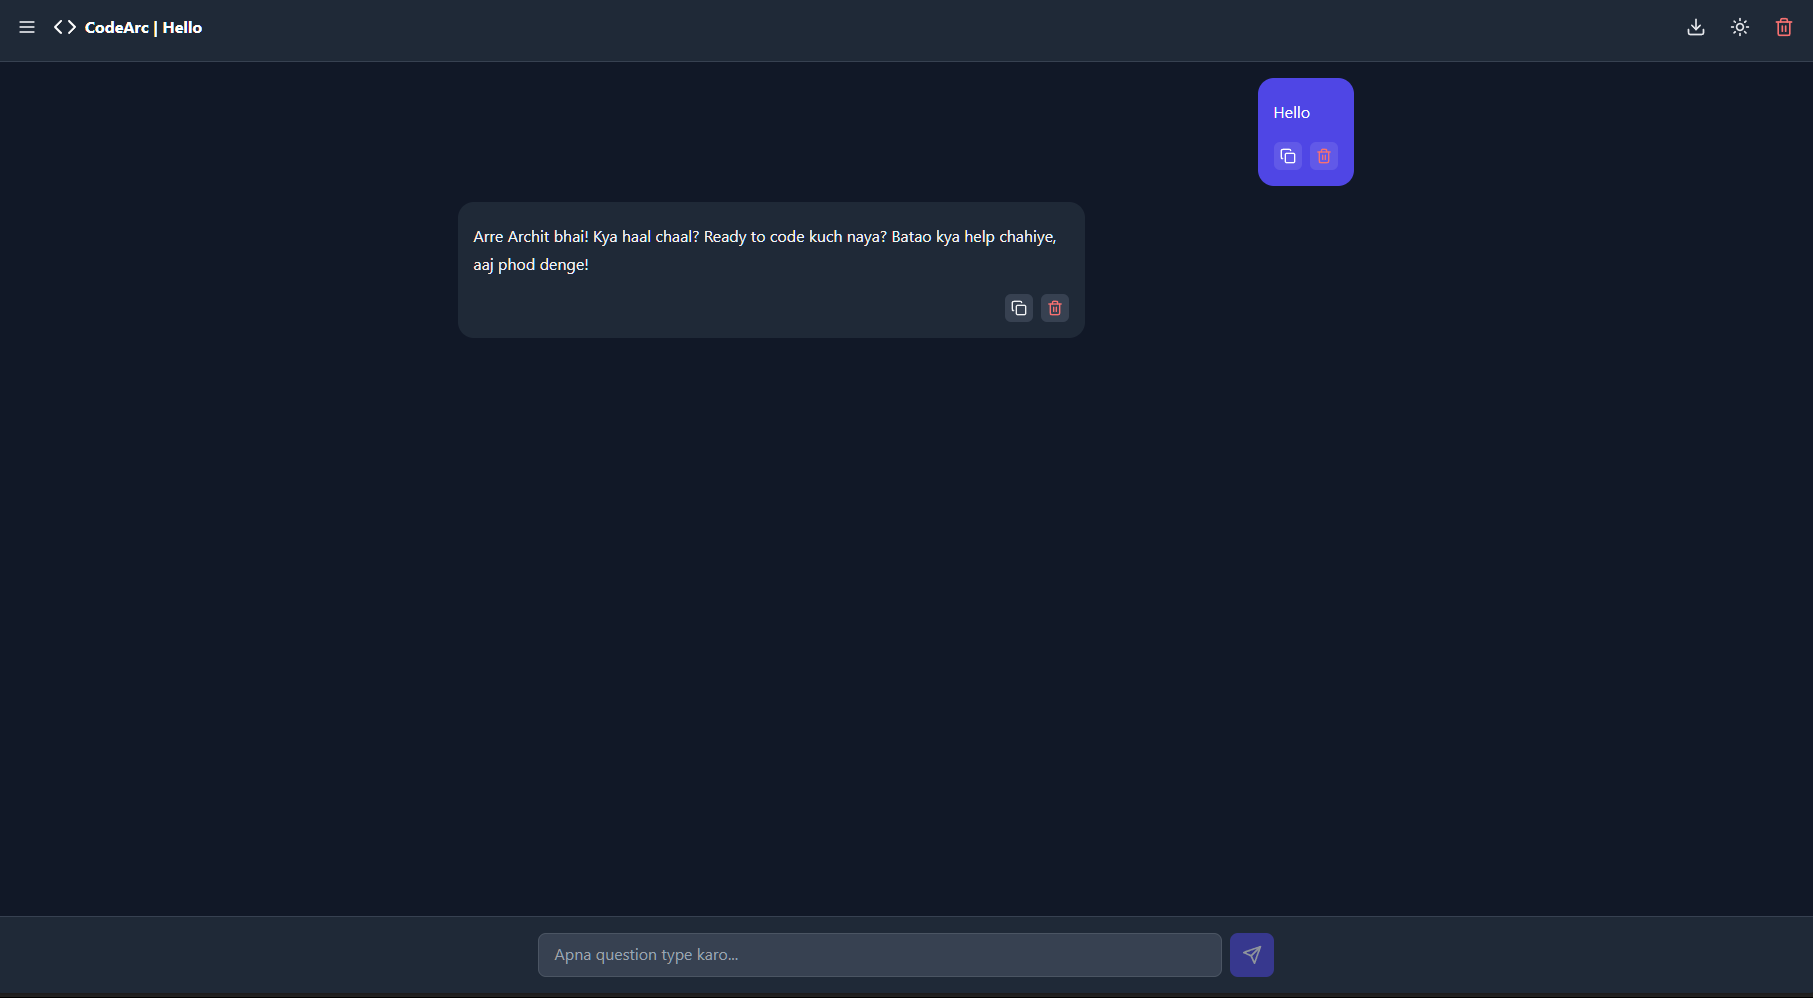 CodeArc | Hello
Hello
Arre Archit bhai! Kya haal chaal? Ready to code kuch naya? Batao kya help chahiye,
aaj phod denge!
Apna question type karo...